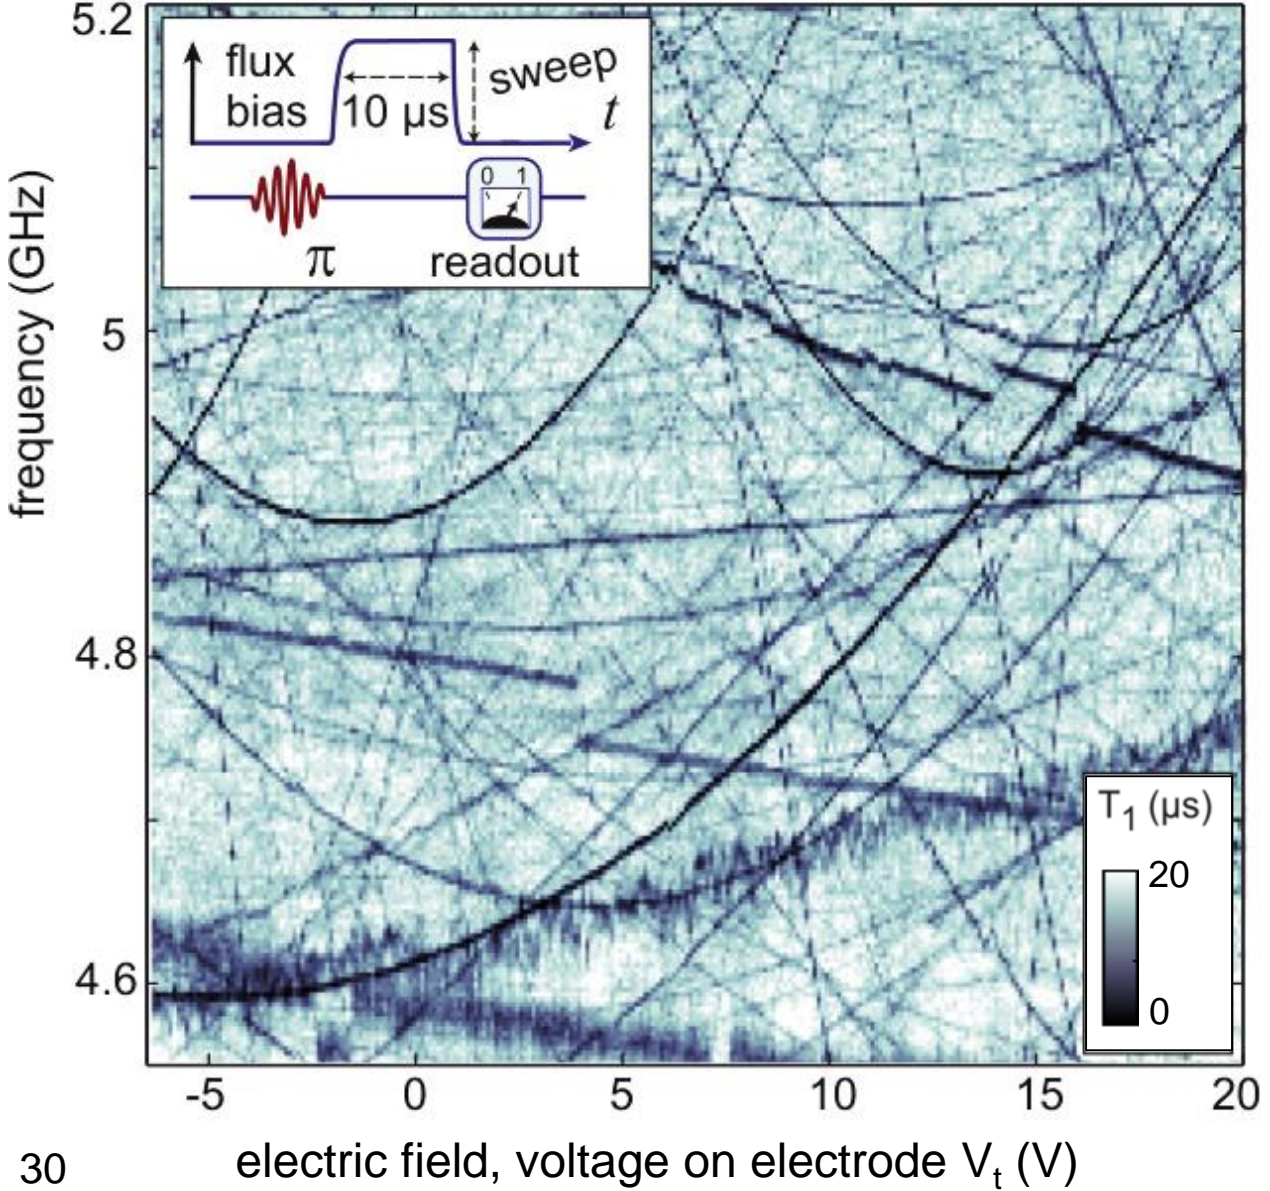 5.2
flux
bias
10 μs
sweep
t
0 1
π
readout
frequency (GHz)
5
4.8
4.6
T1 (μs)
20
0
-5 0 5 10 15 20
electric field, voltage on electrode Vt (V)
30